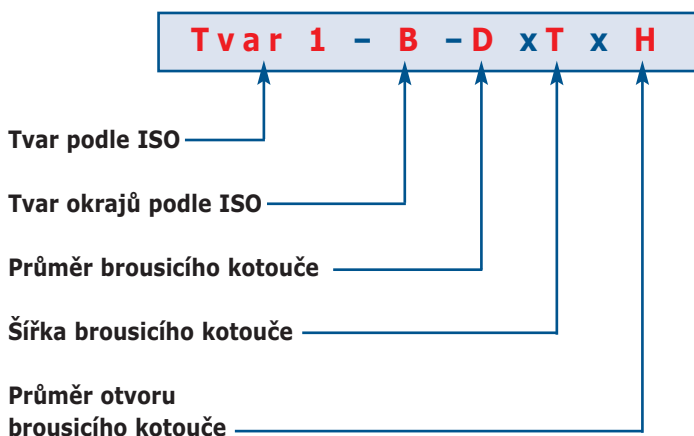 Tvar 1 – B –D xT x H
Tvar podle ISO
Tvar okrajů podle ISO
Průměr brousicího kotouče
Šířka brousicího kotouče
Průměr otvoru
brousicího kotouče